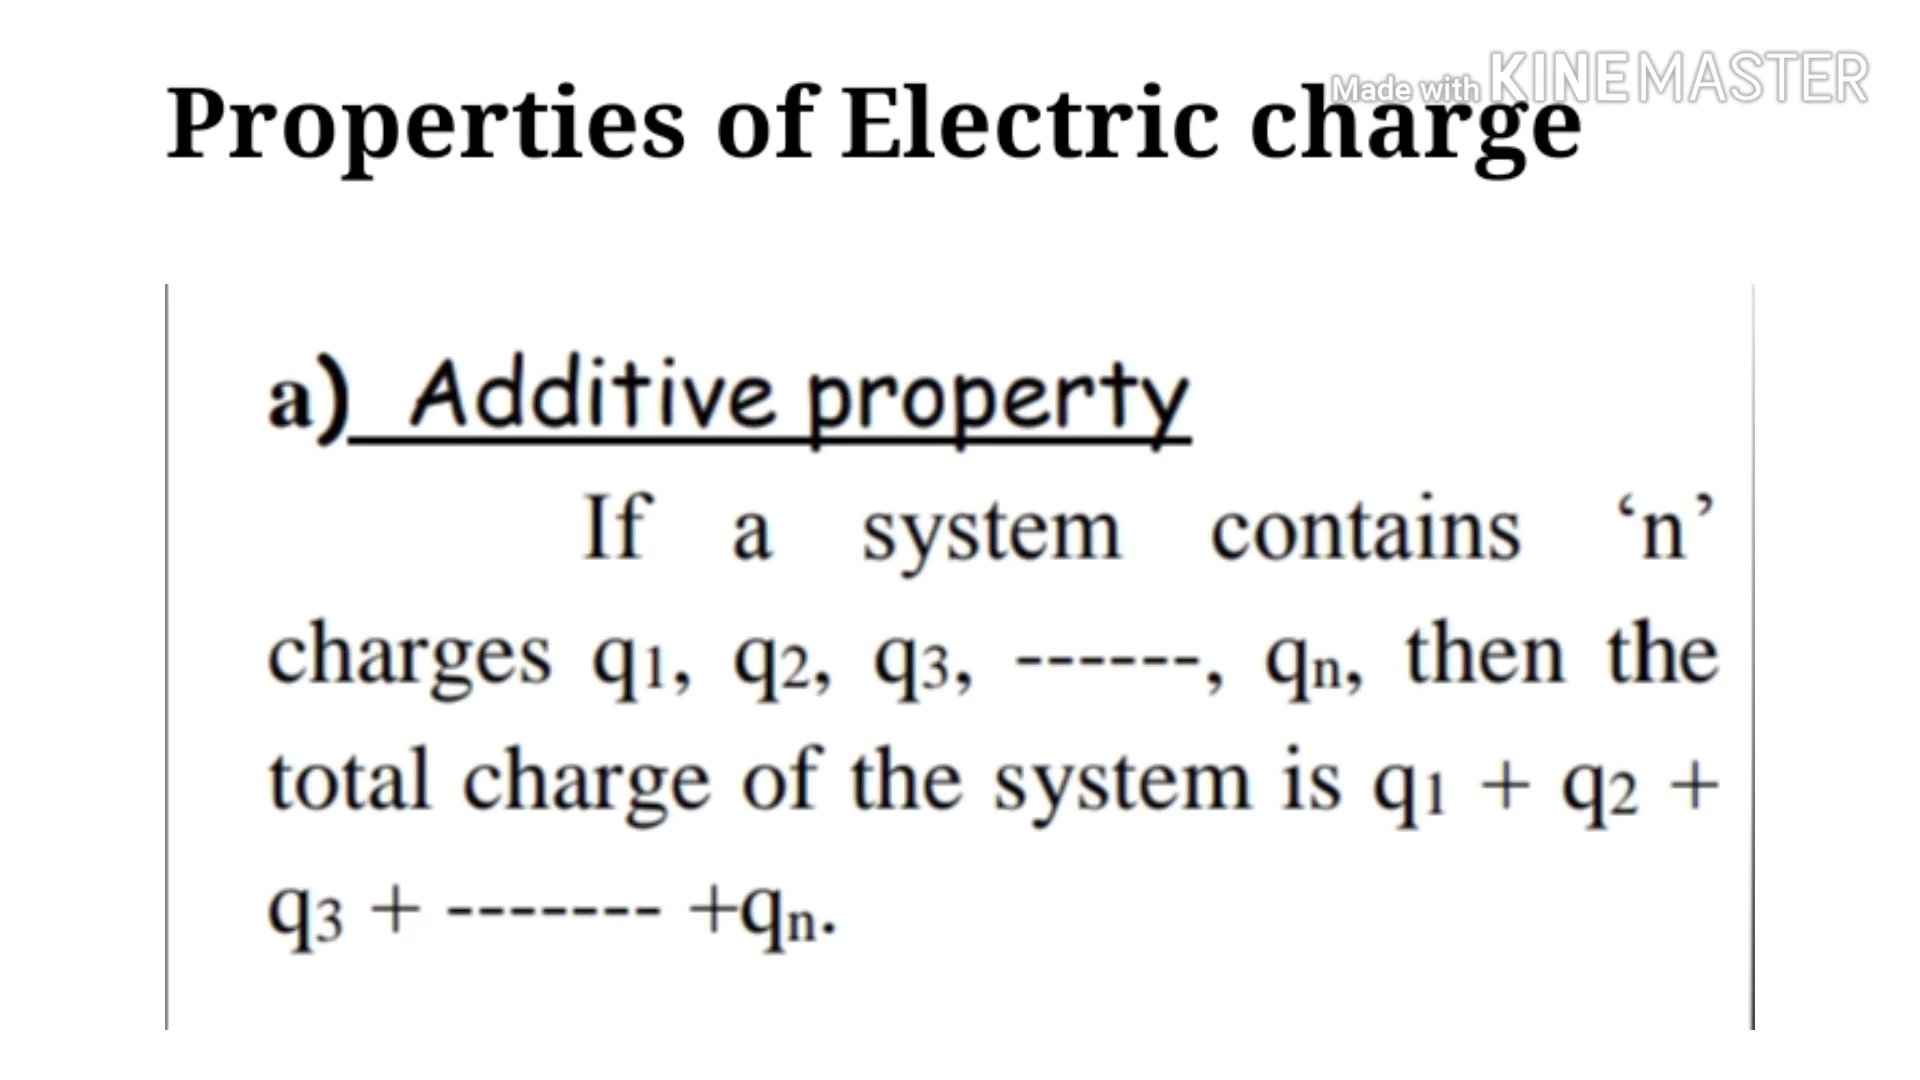 Made with KINEMASTER
Properties of Electric charge
a) Additive property
If a system contains ‘n’
charges q1, q2, q3, ------, qn, then the
total charge of the system is q1 + q2 +
q3 + ------- +qn.